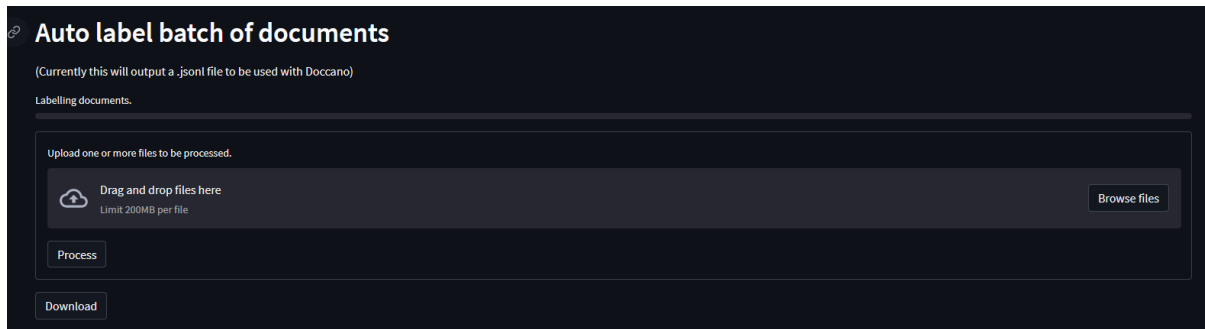 Auto label batch of documents
(Currently this will output a .jsonl file to be used with Doccano)
Labelling documents.
Upload one or more files to be processed.
Drag and drop files here
Limit 200MB per file
Browse files
Process
Download